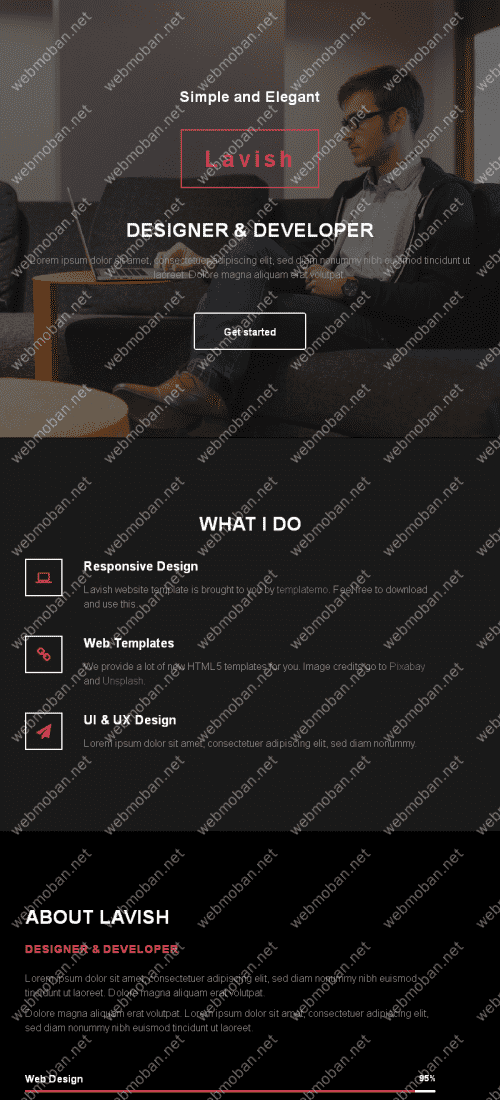 Simple and Elegant
Lavish
DESIGNER & DEVELOPER
Lorem ipsum dolor sit amet, consectetuer adipiscing elit, sed diam nonummy nibh euismod tincidunt ut
laoreet. Dolore magna aliquam erat volutpat.
Get started
WHAT I DO
Responsive Design
Lavish website template is brought to you by templatemo. Feel free to download
and use this.
Web Templates
We provide a lot of new HTML5 templates for you. Image credits go to Pixabay
and Unsplash.
UI & UX Design
Lorem ipsum dolor sit amet, consectetuer adipiscing elit, sed diam nonummy.
ABOUT LAVISH
DESIGNER & DEVELOPER
Lorem ipsum dolor sit amet, consectetuer adipiscing elit, sed diam nonummy nibh euismod
tincidunt ut laoreet. Dolore magna aliquam erat volutpat.
Dolore magna aliquam erat volutpat. Lorem ipsum dolor sit amet, consectetuer adipiscing elit,
sed diam nonummy nibh euismod tincidunt ut laoreet.
Web Design 95%
webmoban.net